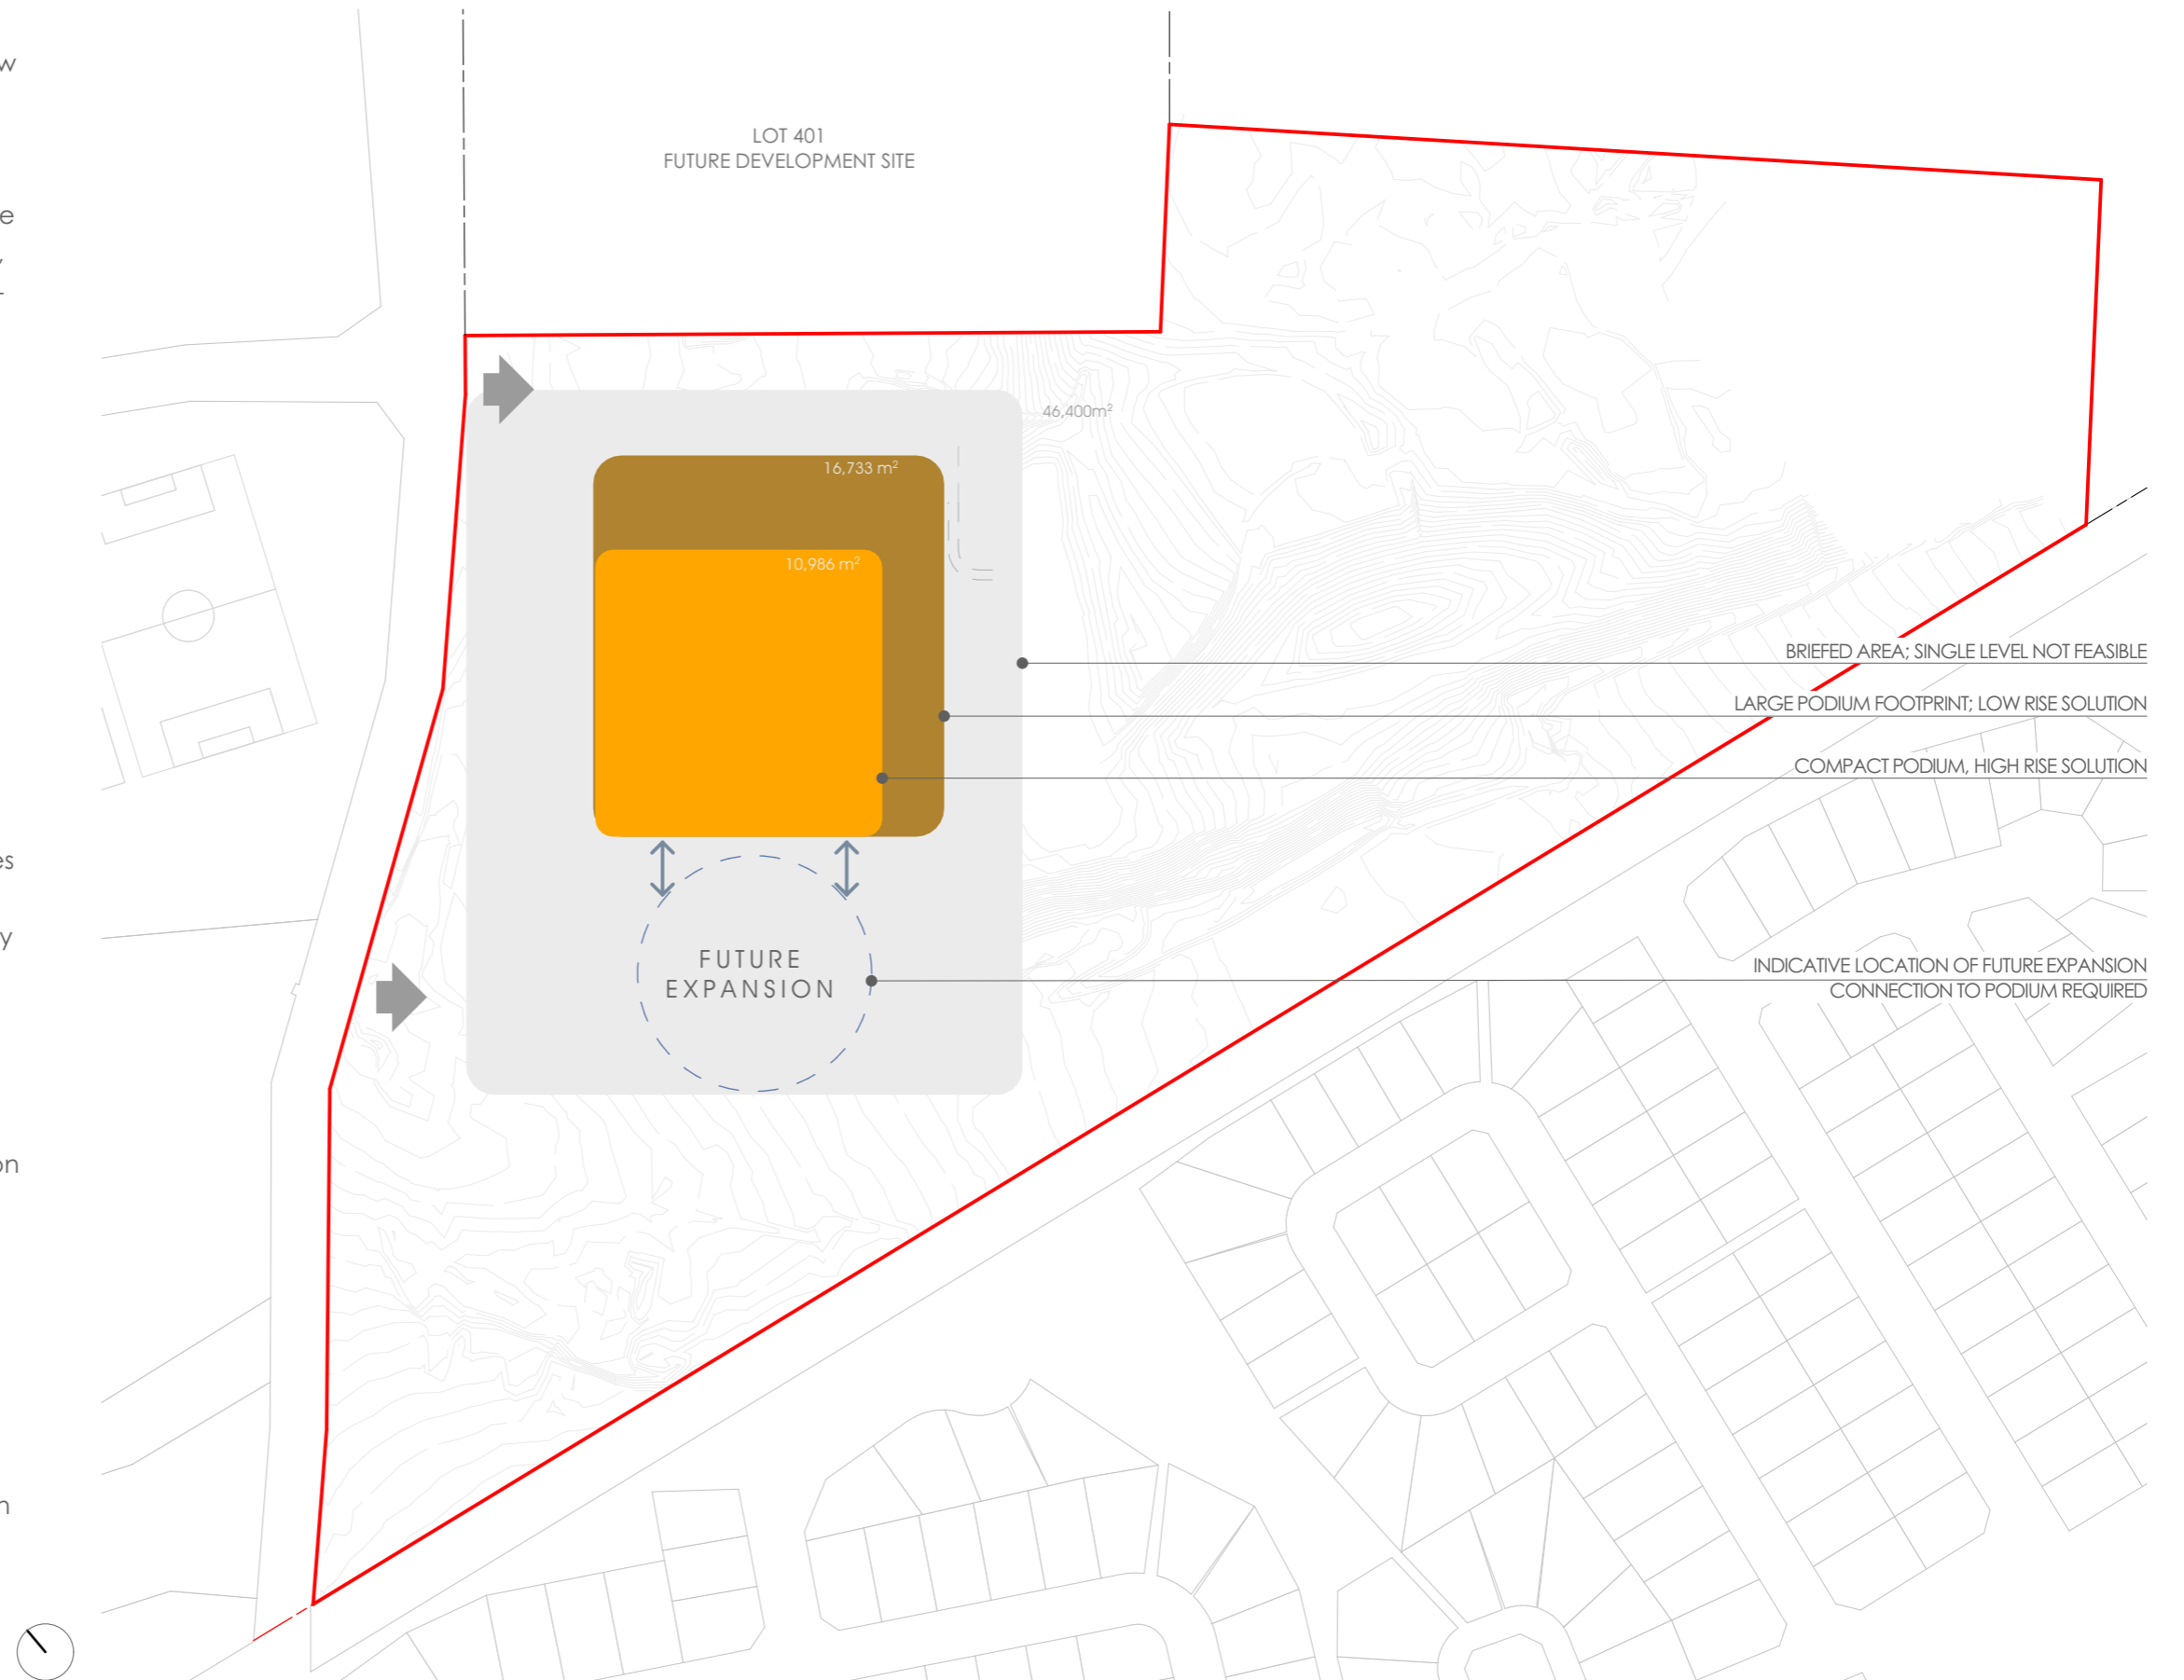 w
e
,
es
y
on
n
LOT 401
FUTURE DEVELOPMENT SITE
46,400m²
16,733 m²
10,986 m²
BRIEFED AREA; SINGLE LEVEL NOT FEASIBLE
LARGE PODIUM FOOTPRINT; LOW RISE SOLUTION
COMPACT PODIUM, HIGH RISE SOLUTION
FUTURE
EXPANSION
INDICATIVE LOCATION OF FUTURE EXPANSION
CONNECTION TO PODIUM REQUIRED